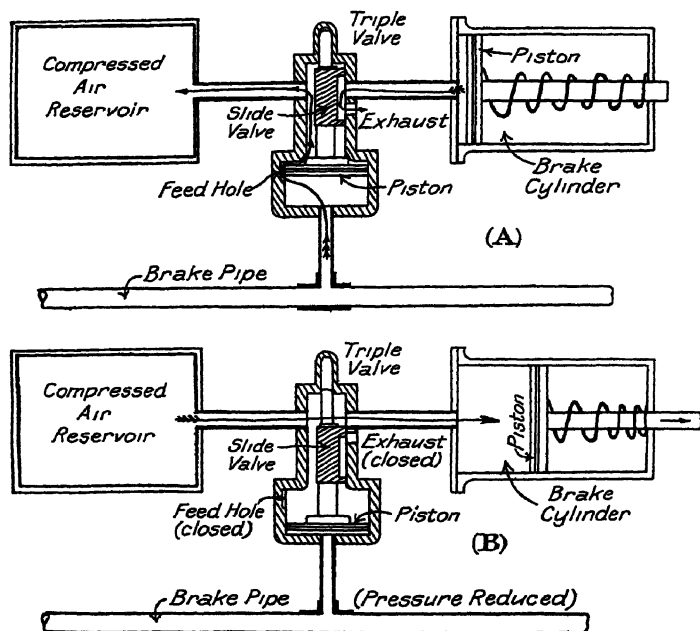 Triple
Valve
Compressed
Air
Reservoir
Piston
Slide
Valve
Exhaust
Feed Hole
Piston
Brake
Cylinder
(A)
Brake Pipe
Triple
Valve
Compressed
Air
Reservoir
Slide
Valve
Exhaust
(closed)
Piston
Feed Hole
(closed)
Piston
Brake
Cylinder
(B)
Brake Pipe
(Pressure Reduced)